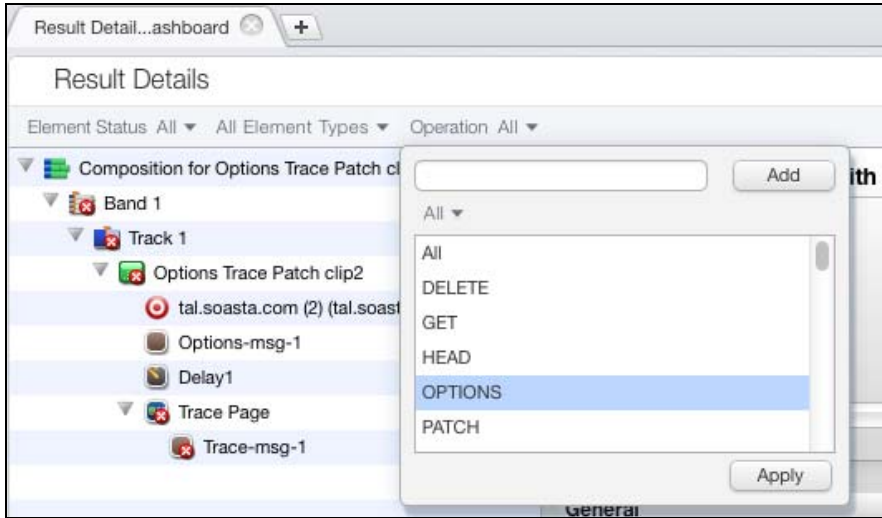 Result Detail...ashboard
+
Result Details
Element Status All All Element Types Operation All
Composition for Options Trace Patch cl
Band 1
Track 1
Options Trace Patch clip2
tal.soasta.com (2) (tal.soast
Options-msg-1
Delay1
Trace Page
Trace-msg-1
Add
All
All
DELETE
GET
HEAD
OPTIONS
PATCH
Apply
ith
General